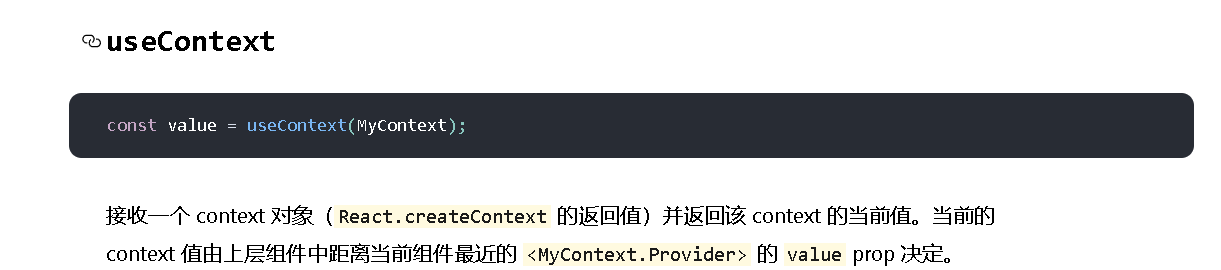 useContext
const value = useContext(MyContext);
接收一个 context 对象（React.createContext 的返回值）并返回该 context 的当前值。当前的
context 值由上层组件中距离当前组件最近的 <MyContext.Provider> 的 value prop 决定。